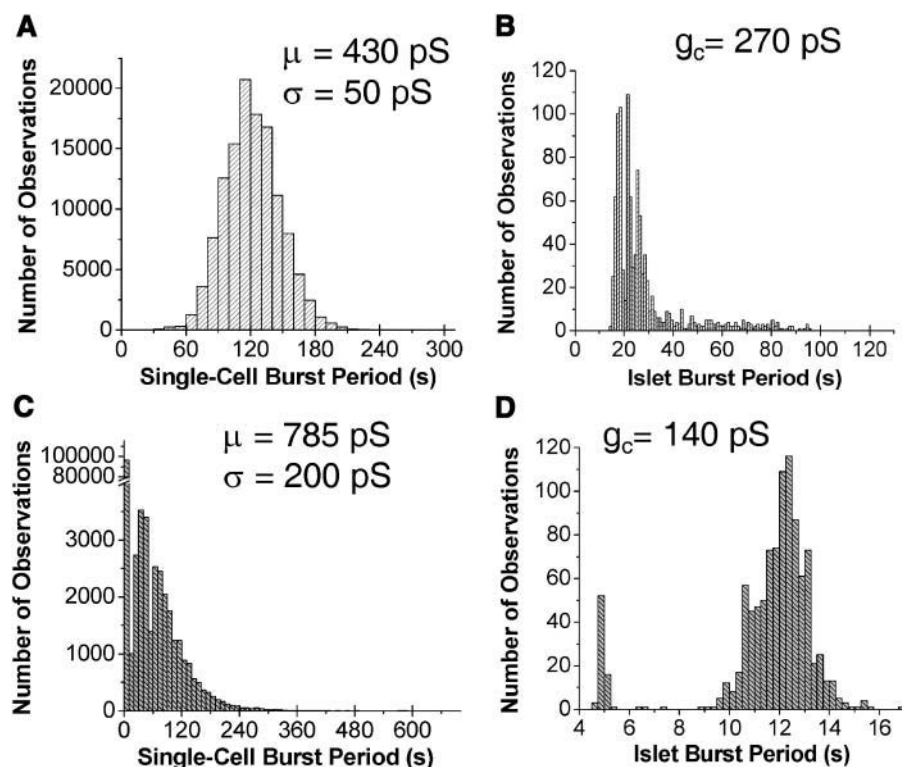 A
μ = 430 pS
σ = 50 pS
Number of Observations
20000
15000
10000
5000
0
0 60 120 180 240 300
Single-Cell Burst Period (s)
B
g_c= 270 pS
Number of Observations
120
100
80
60
40
20
0
0 20 40 60 80 100 120
Islet Burst Period (s)
C
μ = 785 pS
σ = 200 pS
Number of Observations
100000
80000
3000
2000
1000
0
0 120 240 360 480 600
Single-Cell Burst Period (s)
D
g_c= 140 pS
Number of Observations
120
100
80
60
40
20
0
4 6 8 10 12 14 16
Islet Burst Period (s)